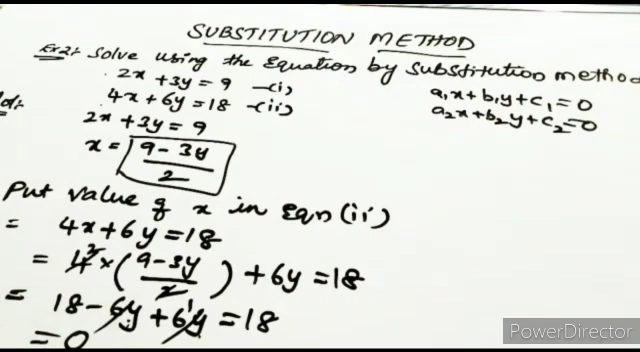 SUBSTITUTION METHOD
Ex2:- Solve using the Equation by Substitution method
2x + 3y = 9 —(i)
4x + 6y = 18 —(ii)
a₁x + b₁y + c₁ = 0
a₂x + b₂y + c₂ = 0
Sol:
2x + 3y = 9
x = 9 - 3y / 2
Put value of x in Eqn (ii)
= 4x + 6y = 18
= 4² × (9 - 3y / 2) + 6y = 18
= 18 - 6y + 6y = 18
= 0
PowerDirector